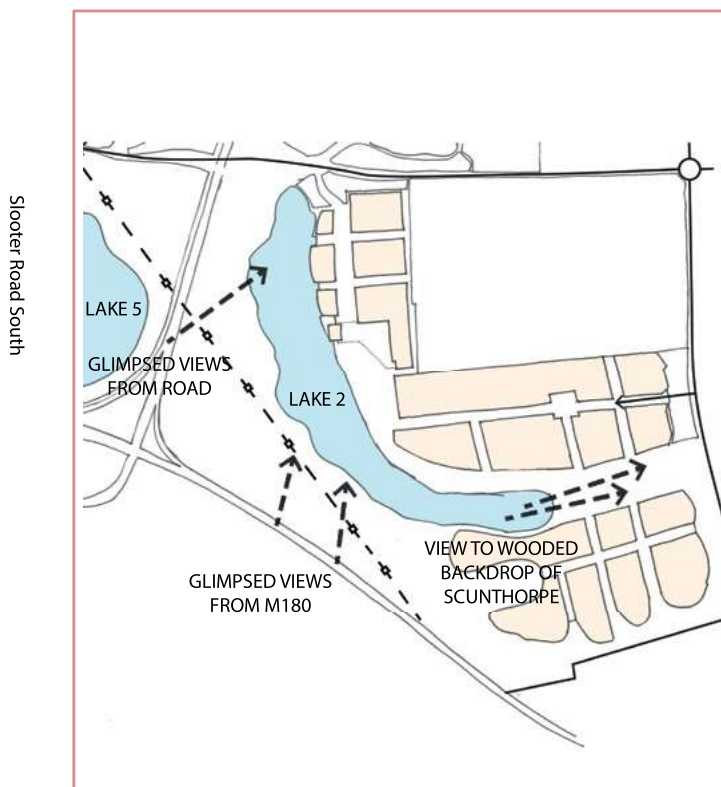 Slooter Road South
LAKE 5
GLIMPSED VIEWS
FROM ROAD
LAKE 2
VIEW TO WOODED
BACKDROP OF
SCUNTHORPE
GLIMPSED VIEWS
FROM M180